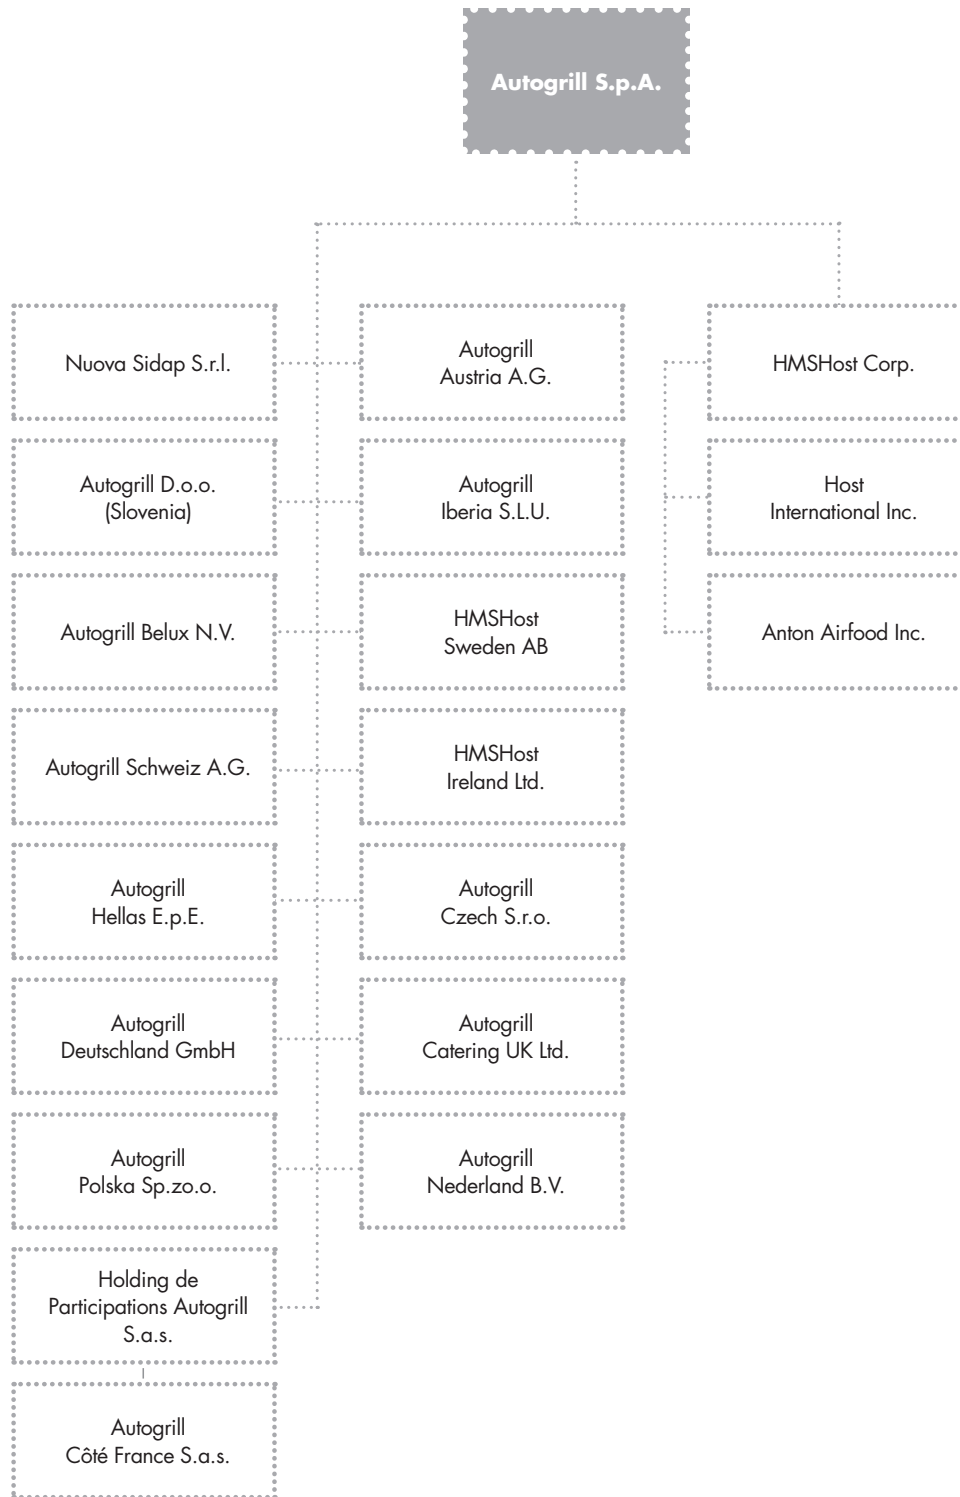 Autogrill S.p.A.
Nuova Sidap S.r.l.
Autogrill
Austria A.G.
HMSHost Corp.
Autogrill D.o.o.
(Slovenia)
Autogrill
Iberia S.L.U.
Host
International Inc.
Autogrill Belux N.V.
HMSHost
Sweden AB
Anton Airfood Inc.
Autogrill Schweiz A.G.
HMSHost
Ireland Ltd.
Autogrill
Hellas E.p.E.
Autogrill
Czech S.r.o.
Autogrill
Deutschland GmbH
Autogrill
Catering UK Ltd.
Autogrill
Polska Sp.zo.o.
Autogrill
Nederland B.V.
Holding de
Participations Autogrill
S.a.s.
Autogrill
Côté France S.a.s.